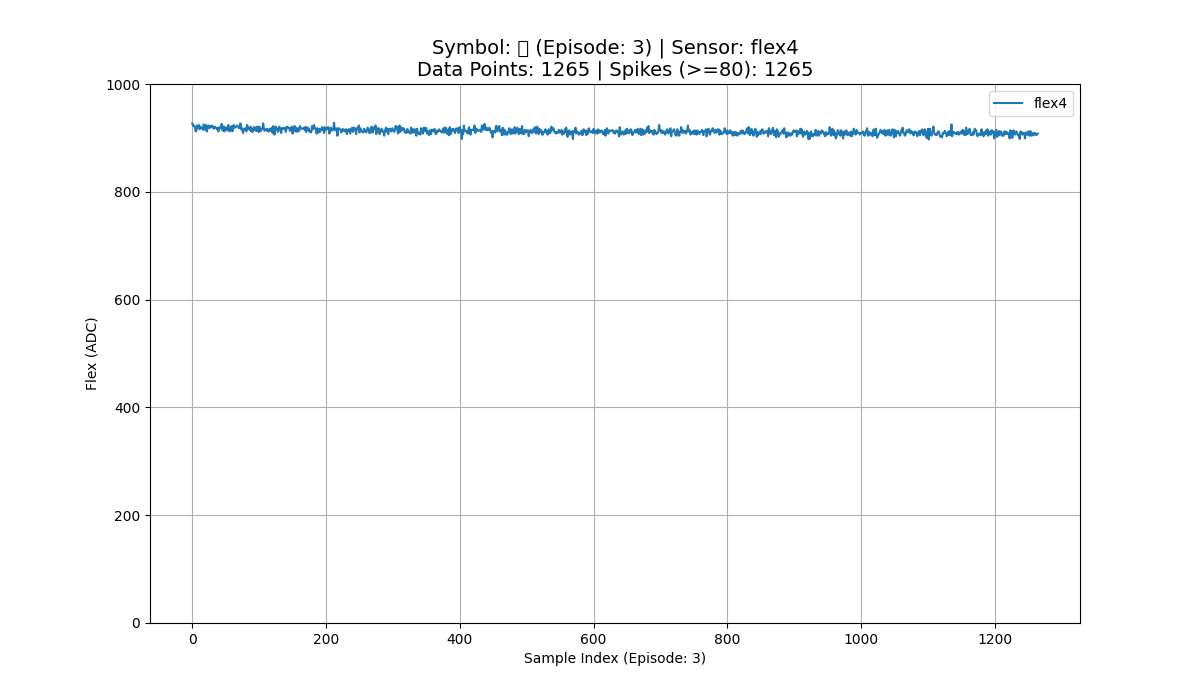 Symbol: (Episode: 3) | Sensor: flex4
Data Points: 1265 | Spikes (>=80): 1265
1000
flex4
800
600
Flex (ADC)
400
200
0
0 200 400 600 800 1000 1200
Sample Index (Episode: 3)